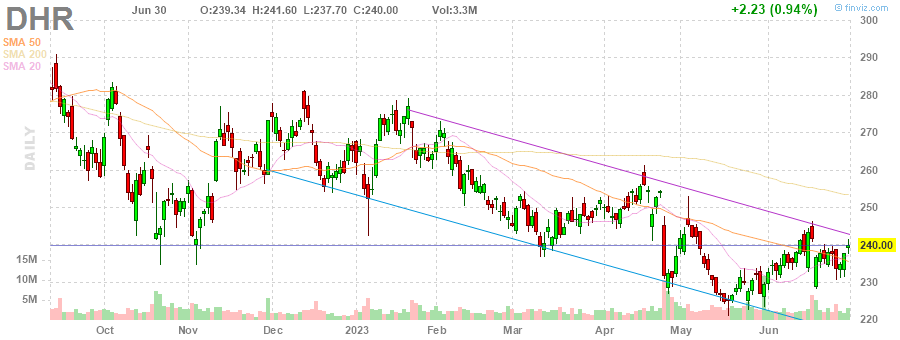 DHR Jun 30 O:239.34 H:241.60 L:237.70 C:240.00 Vol:3.3M +2.23 (0.94%) © finviz.com
SMA 50
SMA 200
SMA 20
DAILY
300
290
280
270
260
250
240.00
230
220
15M
10M
5M
Oct Nov Dec 2023 Feb Mar Apr May Jun